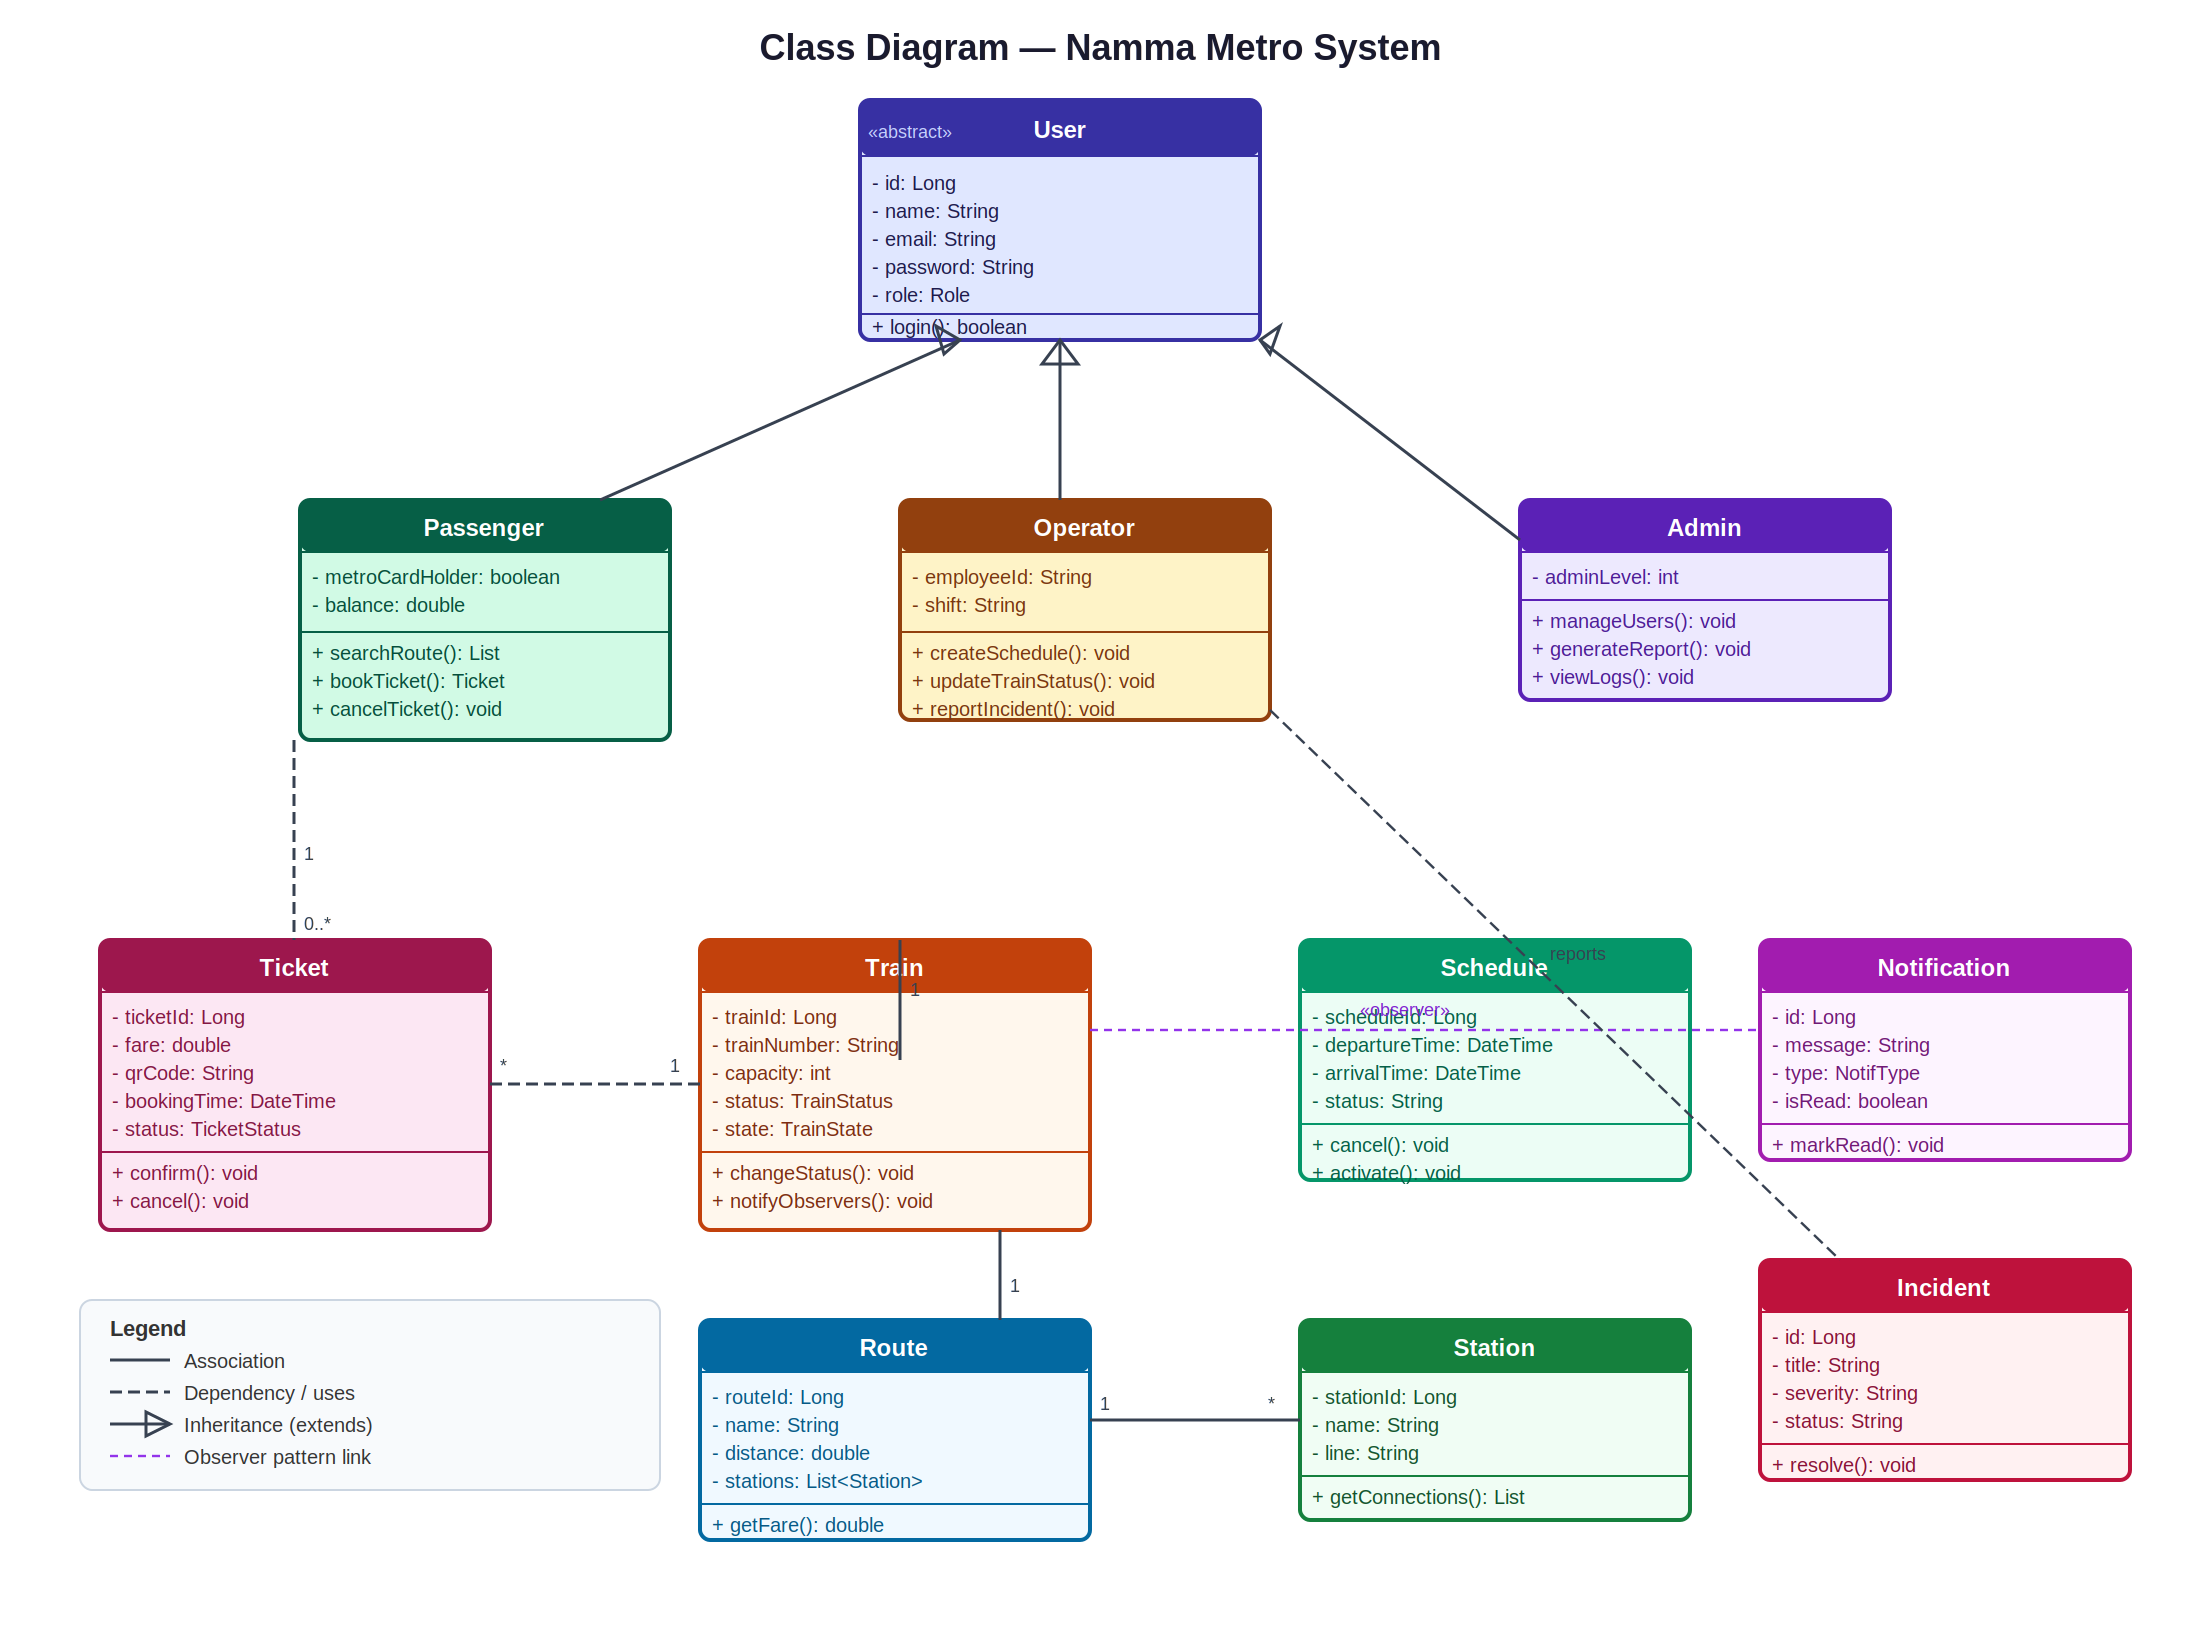 Class Diagram — Namma Metro System
«abstract»
User
- id: Long
- name: String
- email: String
- password: String
- role: Role
+ login(): boolean
Passenger
- metroCardHolder: boolean
- balance: double
+ searchRoute(): List
+ bookTicket(): Ticket
+ cancelTicket(): void
Operator
- employeeId: String
- shift: String
+ createSchedule(): void
+ updateTrainStatus(): void
+ reportIncident(): void
Admin
- adminLevel: int
+ manageUsers(): void
+ generateReport(): void
+ viewLogs(): void
1
0..*
Ticket
- ticketId: Long
- fare: double
- qrCode: String
- bookingTime: DateTime
- status: TicketStatus
+ confirm(): void
+ cancel(): void
*
1
Train
1
- trainId: Long
- trainNumber: String
- capacity: int
- status: TrainStatus
- state: TrainState
+ changeStatus(): void
+ notifyObservers(): void
Schedule
reports
«observer»
- scheduleId: Long
- departureTime: DateTime
- arrivalTime: DateTime
- status: String
+ cancel(): void
+ activate(): void
Notification
- id: Long
- message: String
- type: NotifType
- isRead: boolean
+ markRead(): void
1
Legend
Association
Dependency / uses
Inheritance (extends)
Observer pattern link
Route
- routeId: Long
- name: String
- distance: double
- stations: List<Station>
+ getFare(): double
1
*
Station
- stationId: Long
- name: String
- line: String
+ getConnections(): List
Incident
- id: Long
- title: String
- severity: String
- status: String
+ resolve(): void